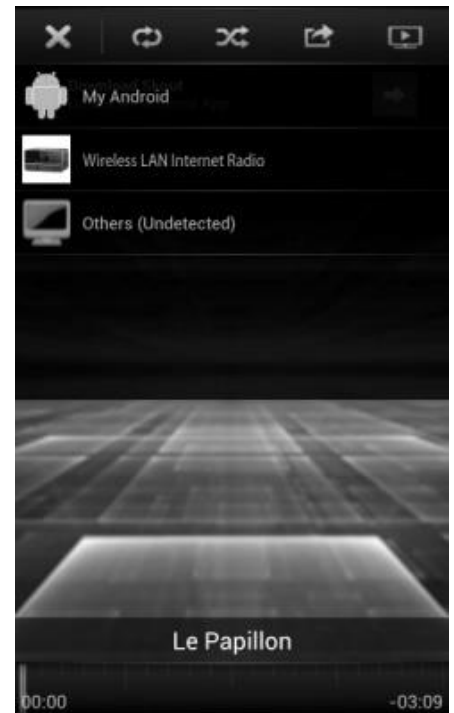 My Android
Wireless LAN Internet Radio
Others (Undetected)
Le Papillon
00:00
-03:09